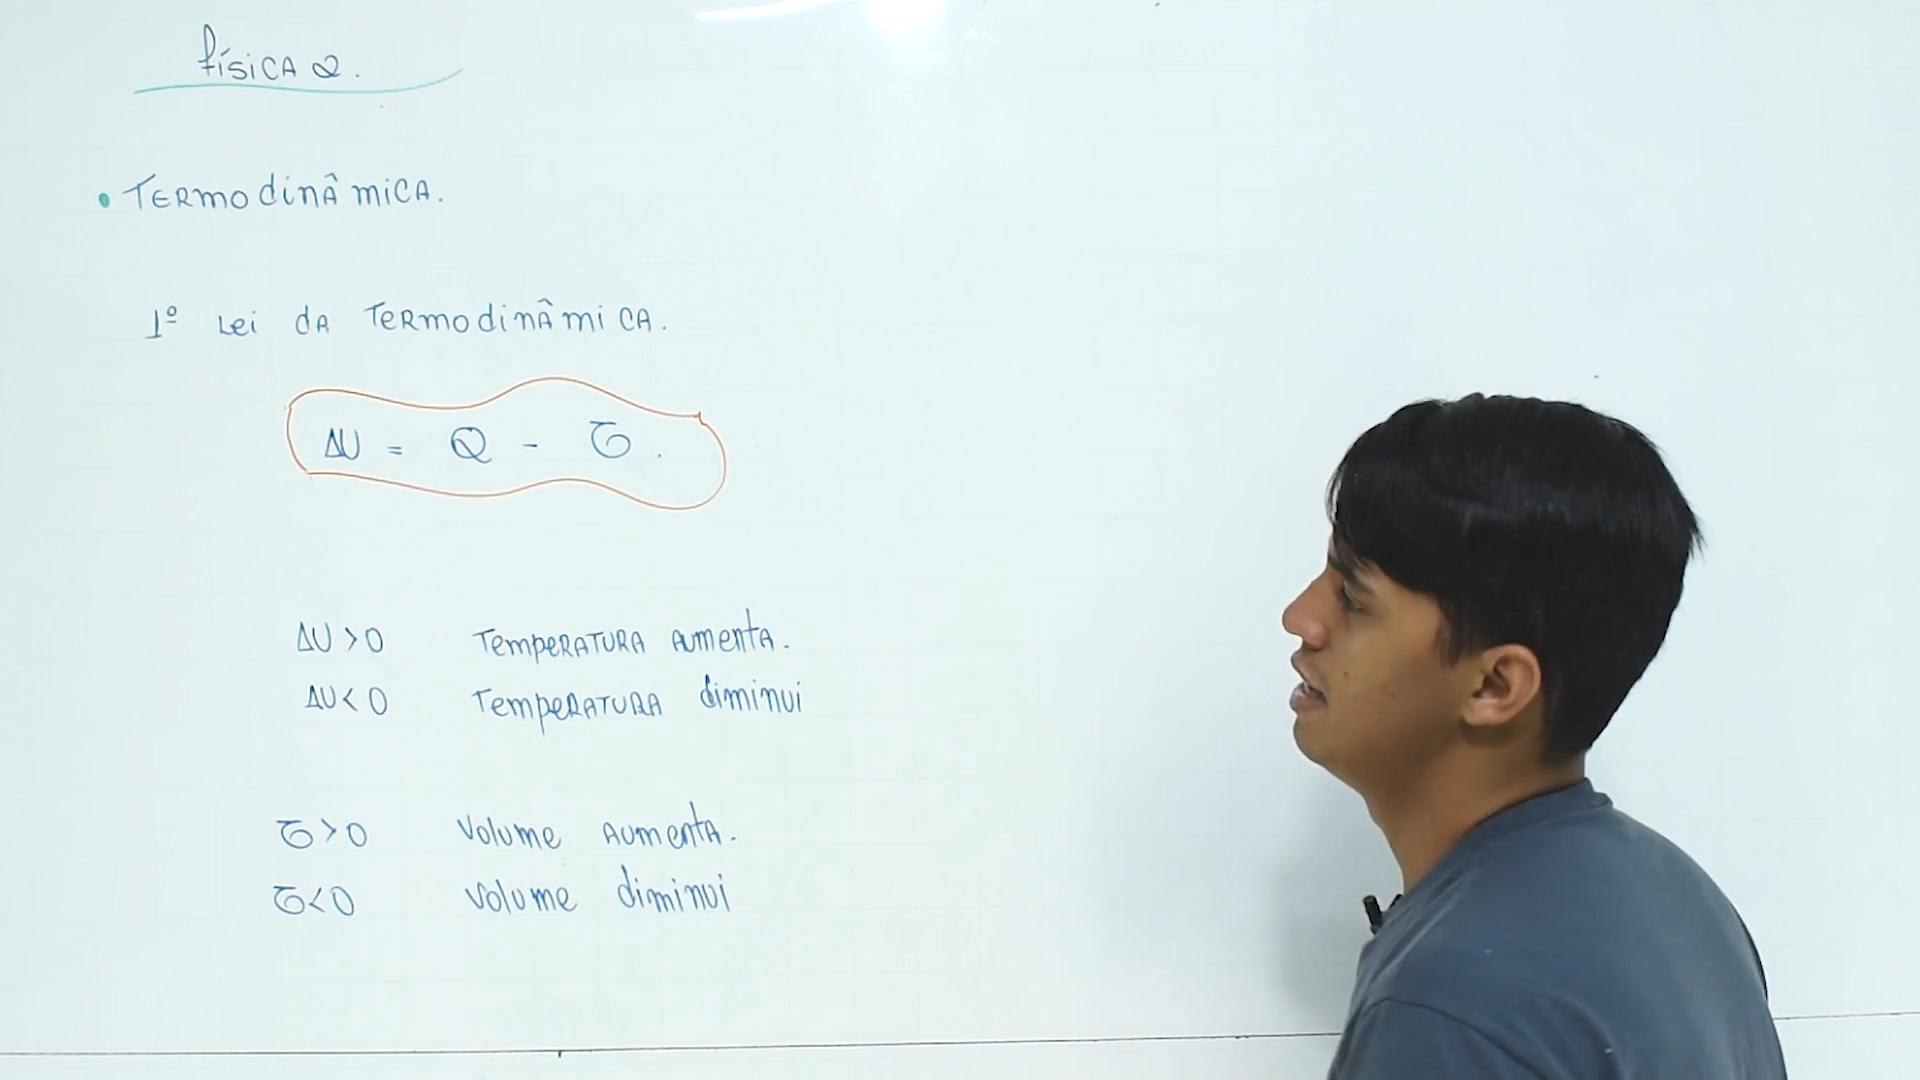 física 2.
• Termodinâmica.
1º Lei da Termodinâmica.
ΔU = Q - Ϭ.
ΔU > 0 Temperatura aumenta.
ΔU < 0 Temperatura diminui
Ϭ > 0 Volume aumenta.
Ϭ < 0 Volume diminui